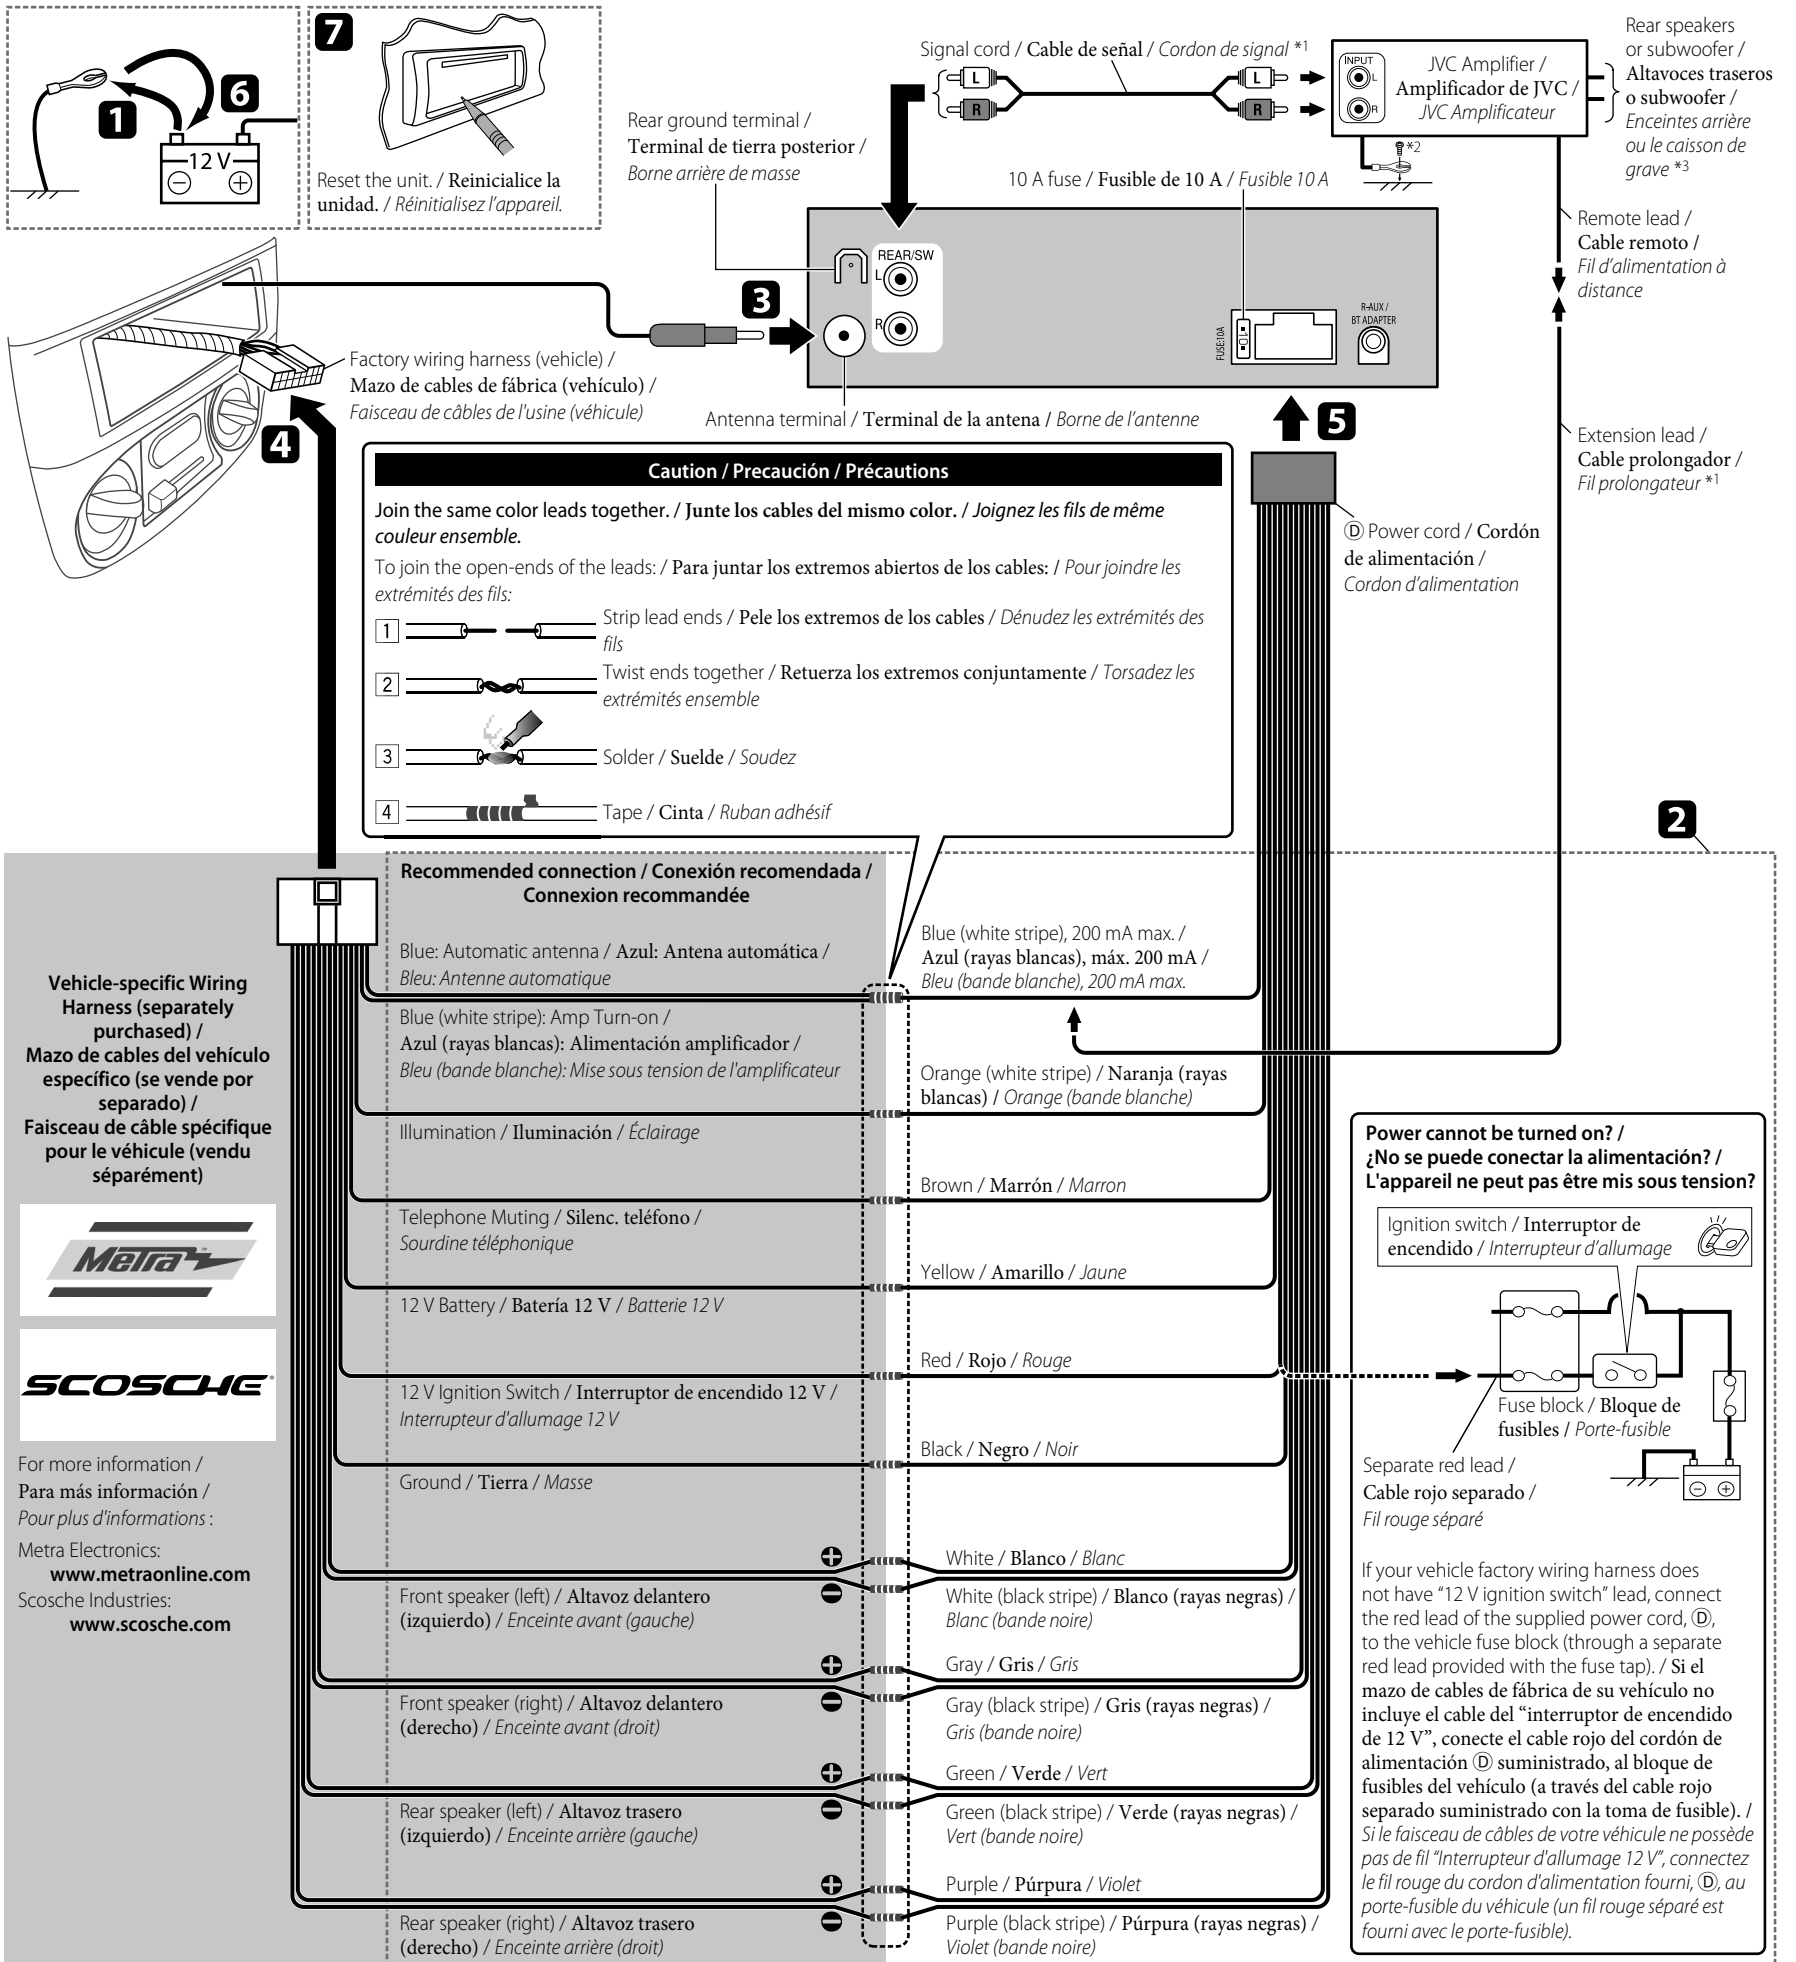 1
6
12 V
7
Reset the unit. / Reinicialice la
unidad. / Réinitialisez l'appareil.
Signal cord / Cable de señal / Cordon de signal *1
L
R
L
R
INPUT
L
R
JVC Amplifier /
Amplificador de JVC /
JVC Amplificateur
*2
Rear speakers
or subwoofer /
Altavoces traseros
o subwoofer /
Enceintes arrière
ou le caisson de
grave *3
Rear ground terminal /
Terminal de tierra posterior /
Borne arrière de masse
10 A fuse / Fusible de 10 A / Fusible 10 A
Remote lead /
Cable remoto /
Fil d'alimentation à
distance
REAR/SW
L
R
3
FUSE:10A
10
R-AUX /
BT ADAPTER
Factory wiring harness (vehicle) /
Mazo de cables de fábrica (vehículo) /
Faisceau de câbles de l'usine (véhicule)
Antenna terminal / Terminal de la antena / Borne de l'antenne
4
5
Extension lead /
Cable prolongador /
Fil prolongateur *1
Caution / Precaución / Précautions
Join the same color leads together. / Junte los cables del mismo color. / Joignez les fils de même
couleur ensemble.
To join the open-ends of the leads: / Para juntar los extremos abiertos de los cables: / Pour joindre les
extrémités des fils:
1
Strip lead ends / Pele los extremos de los cables / Dénudez les extrémités des
fils
2
Twist ends together / Retuerza los extremos conjuntamente / Torsadez les
extrémités ensemble
3
Solder / Suelde / Soudez
4
Tape / Cinta / Ruban adhésif
Ⓓ Power cord / Cordón
de alimentación /
Cordon d'alimentation
2
Recommended connection / Conexión recomendada /
Connexion recommandée
Vehicle-specific Wiring
Harness (separately
purchased) /
Mazo de cables del vehículo
específico (se vende por
separado) /
Faisceau de câble spécifique
pour le véhicule (vendu
séparément)
Metra™
SCOSCHE®
For more information /
Para más información /
Pour plus d'informations :
Metra Electronics:
www.metraonline.com
Scosche Industries:
www.scosche.com
Blue: Automatic antenna / Azul: Antena automática /
Bleu: Antenne automatique
Blue (white stripe): Amp Turn-on /
Azul (rayas blancas): Alimentación amplificador /
Bleu (bande blanche): Mise sous tension de l'amplificateur
Illumination / Iluminación / Éclairage
Telephone Muting / Silenc. teléfono /
Sourdine téléphonique
12 V Battery / Batería 12 V / Batterie 12 V
12 V Ignition Switch / Interruptor de encendido 12 V /
Interrupteur d'allumage 12 V
Ground / Tierra / Masse
Front speaker (left) / Altavoz delantero
(izquierdo) / Enceinte avant (gauche)
Front speaker (right) / Altavoz delantero
(derecho) / Enceinte avant (droit)
Rear speaker (left) / Altavoz trasero
(izquierdo) / Enceinte arrière (gauche)
Rear speaker (right) / Altavoz trasero
(derecho) / Enceinte arrière (droit)
Blue (white stripe), 200 mA max. /
Azul (rayas blancas), máx. 200 mA /
Bleu (bande blanche), 200 mA max.
Orange (white stripe) / Naranja (rayas
blancas) / Orange (bande blanche)
Brown / Marrón / Marron
Yellow / Amarillo / Jaune
Red / Rojo / Rouge
Black / Negro / Noir
White / Blanco / Blanc
White (black stripe) / Blanco (rayas negras) /
Blanc (bande noire)
Gray / Gris / Gris
Gray (black stripe) / Gris (rayas negras) /
Gris (bande noire)
Green / Verde / Vert
Green (black stripe) / Verde (rayas negras) /
Vert (bande noire)
Purple / Púrpura / Violet
Purple (black stripe) / Púrpura (rayas negras) /
Violet (bande noire)
Power cannot be turned on? /
¿No se puede conectar la alimentación? /
L'appareil ne peut pas être mis sous tension?
Ignition switch / Interruptor de
encendido / Interrupteur d'allumage
Fuse block / Bloque de
fusibles / Porte-fusible
Separate red lead /
Cable rojo separado /
Fil rouge séparé
If your vehicle factory wiring harness does
not have “12 V ignition switch” lead, connect
the red lead of the supplied power cord, Ⓓ,
to the vehicle fuse block (through a separate
red lead provided with the fuse tap). / Si el
mazo de cables de fábrica de su vehículo no
incluye el cable del “interruptor de encendido
de 12 V”, conecte el cable rojo del cordón de
alimentación Ⓓ suministrado, al bloque de
fusibles del vehículo (a través del cable rojo
separado suministrado con la toma de fusible). /
Si le faisceau de câbles de votre véhicule ne possède
pas de fil “Interrupteur d'allumage 12 V”, connectez
le fil rouge du cordon d'alimentation fourni, Ⓓ, au
porte-fusible du véhicule (un fil rouge séparé est
fourni avec le porte-fusible).